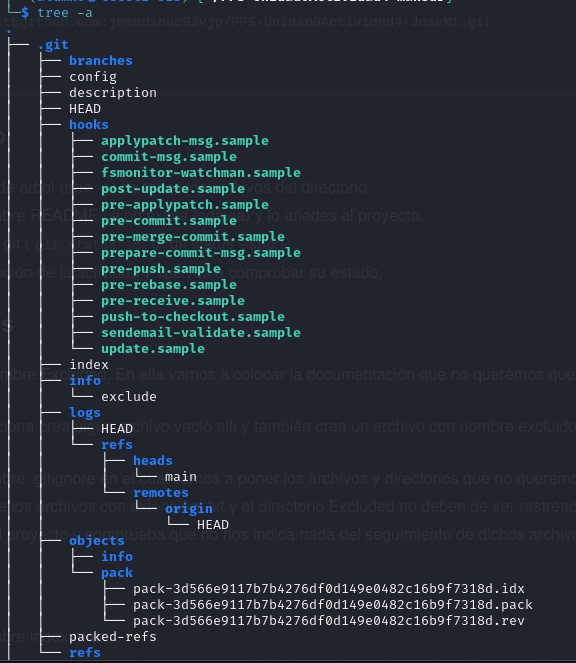 └─$ tree -a
.
├── .git
│   ├── branches
│   ├── config
│   ├── description
│   ├── HEAD
│   ├── hooks
│   │   ├── applypatch-msg.sample
│   │   ├── commit-msg.sample
│   │   ├── fsmonitor-watchman.sample
│   │   ├── post-update.sample
│   │   ├── pre-applypatch.sample
│   │   ├── pre-commit.sample
│   │   ├── pre-merge-commit.sample
│   │   ├── prepare-commit-msg.sample
│   │   ├── pre-push.sample
│   │   ├── pre-rebase.sample
│   │   ├── pre-receive.sample
│   │   ├── push-to-checkout.sample
│   │   ├── sendemail-validate.sample
│   │   └── update.sample
│   ├── index
│   ├── info
│   │   └── exclude
│   ├── logs
│   │   ├── HEAD
│   │   └── refs
│   │       ├── heads
│   │       │   └── main
│   │       └── remotes
│   │           └── origin
│   │               └── HEAD
│   ├── objects
│   │   ├── info
│   │   └── pack
│   │       ├── pack-3d566e9117b7b4276df0d149e0482c16b9f7318d.idx
│   │       ├── pack-3d566e9117b7b4276df0d149e0482c16b9f7318d.pack
│   │       └── pack-3d566e9117b7b4276df0d149e0482c16b9f7318d.rev
│   ├── packed-refs
│   └── refs